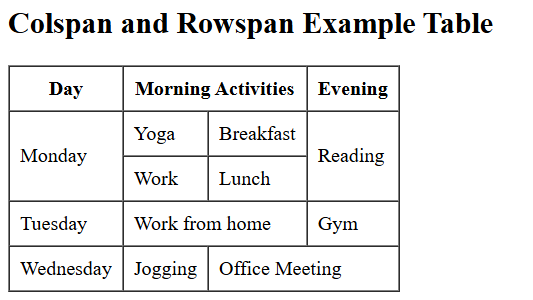 Colspan and Rowspan Example Table
Day Morning Activities Evening
Monday Yoga Breakfast Reading
Work Lunch
Tuesday Work from home Gym
Wednesday Jogging Office Meeting